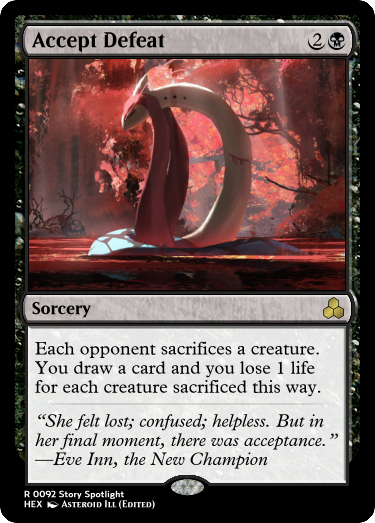 Accept Defeat 2
Sorcery
Each opponent sacrifices a creature.
You draw a card and you lose 1 life
for each creature sacrificed this way.
“She felt lost; confused; helpless. But in
her final moment, there was acceptance.”
—Eve Inn, the New Champion
R 0092 Story Spotlight
HEX Asteroid Ill (Edited)